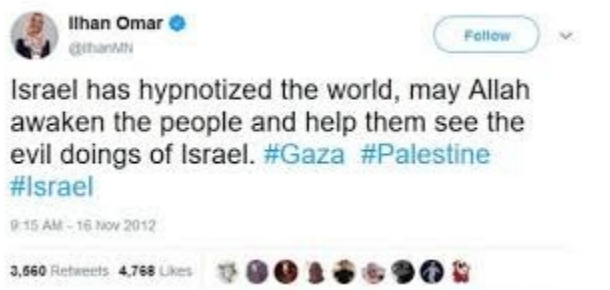 Ilhan Omar
@IlhanMN
Follow
Israel has hypnotized the world, may Allah
awaken the people and help them see the
evil doings of Israel. #Gaza #Palestine
#Israel
9:15 AM - 16 Nov 2012
3,560 Retweets 4,768 Likes